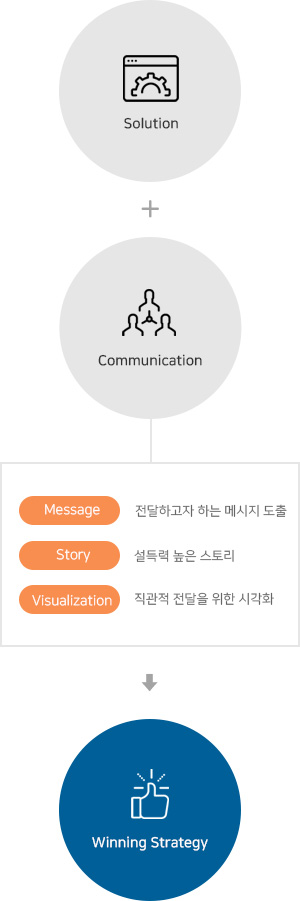 Solution
+
Communication
Message 전달하고자 하는 메시지 도출
Story 설득력 높은 스토리
Visualization 직관적 전달을 위한 시각화
Winning Strategy